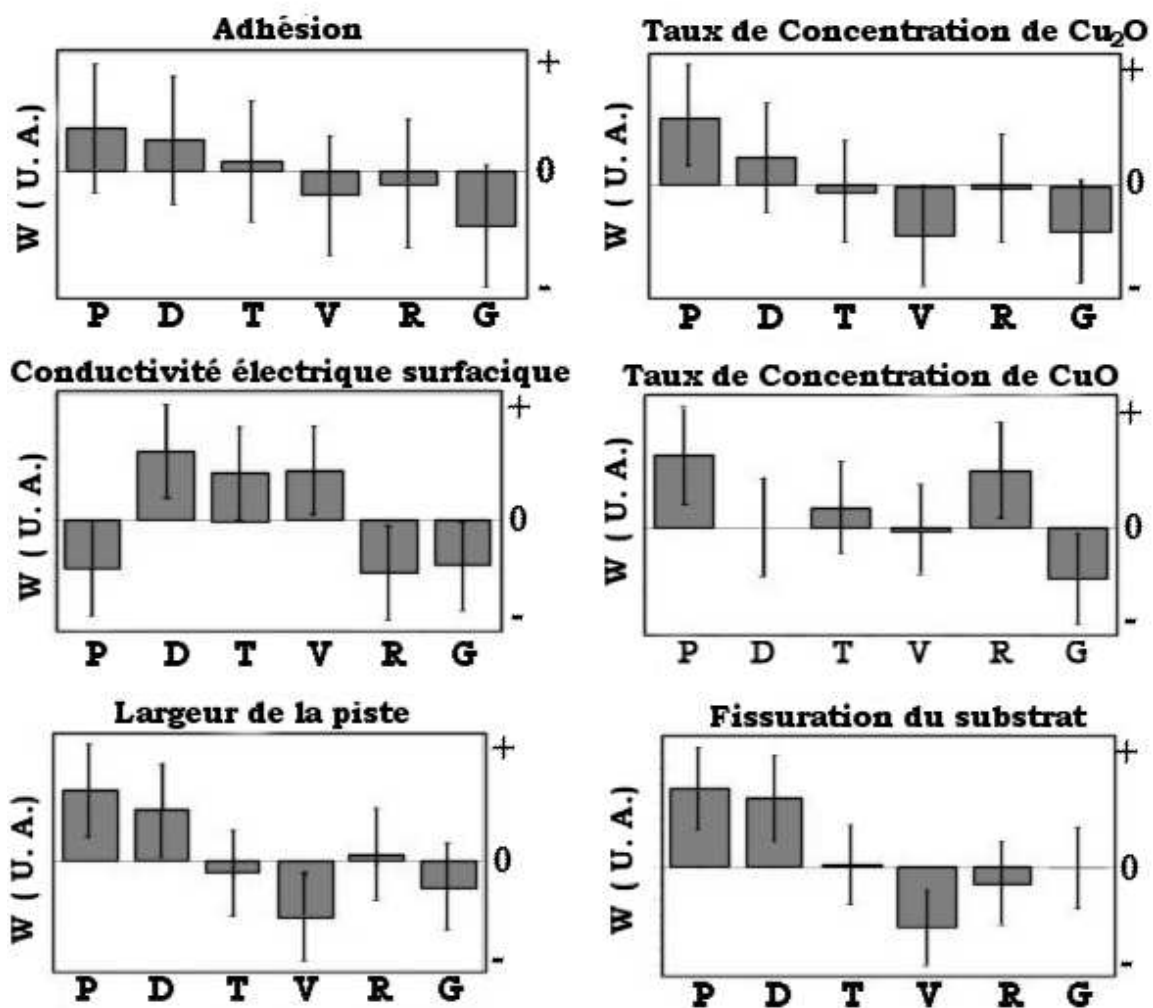 Adhésion
W ( U. A.)
+
0
-
P D T V R G
Taux de Concentration de Cu₂O
W ( U. A.)
+
0
-
P D T V R G
Conductivité électrique surfacique
W ( U. A.)
+
0
-
P D T V R G
Taux de Concentration de CuO
W ( U. A.)
+
0
-
P D T V R G
Largeur de la piste
W ( U. A.)
+
0
-
P D T V R G
Fissuration du substrat
W ( U. A.)
+
0
-
P D T V R G